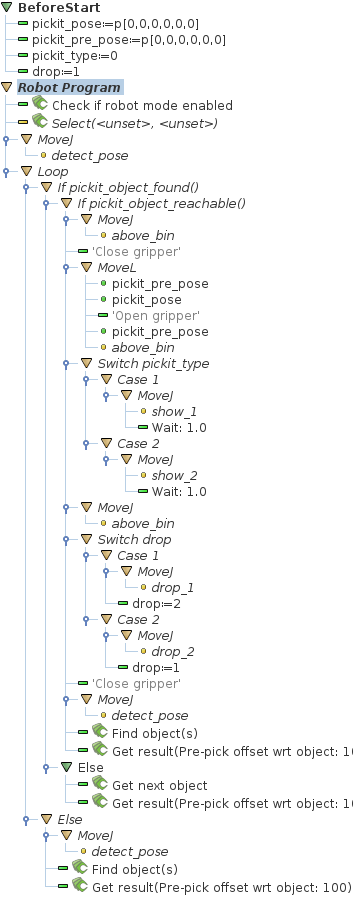 BeforeStart
pickit_pose:=p[0,0,0,0,0,0]
pickit_pre_pose:=p[0,0,0,0,0,0]
pickit_type:=0
drop:=1
Robot Program
Check if robot mode enabled
Select(<unset>, <unset>)
MoveJ
detect_pose
Loop
If pickit_object_found()
If pickit_object_reachable()
MoveJ
above_bin
'Close gripper'
MoveL
pickit_pre_pose
pickit_pose
'Open gripper'
pickit_pre_pose
above_bin
Switch pickit_type
Case 1
MoveJ
show_1
Wait: 1.0
Case 2
MoveJ
show_2
Wait: 1.0
MoveJ
above_bin
Switch drop
Case 1
MoveJ
drop_1
drop:=2
Case 2
MoveJ
drop_2
drop:=1
'Close gripper'
MoveJ
detect_pose
Find object(s)
Get result(Pre-pick offset wrt object: 10
Else
Get next object
Get result(Pre-pick offset wrt object: 10
Else
MoveJ
detect_pose
Find object(s)
Get result(Pre-pick offset wrt object: 100)